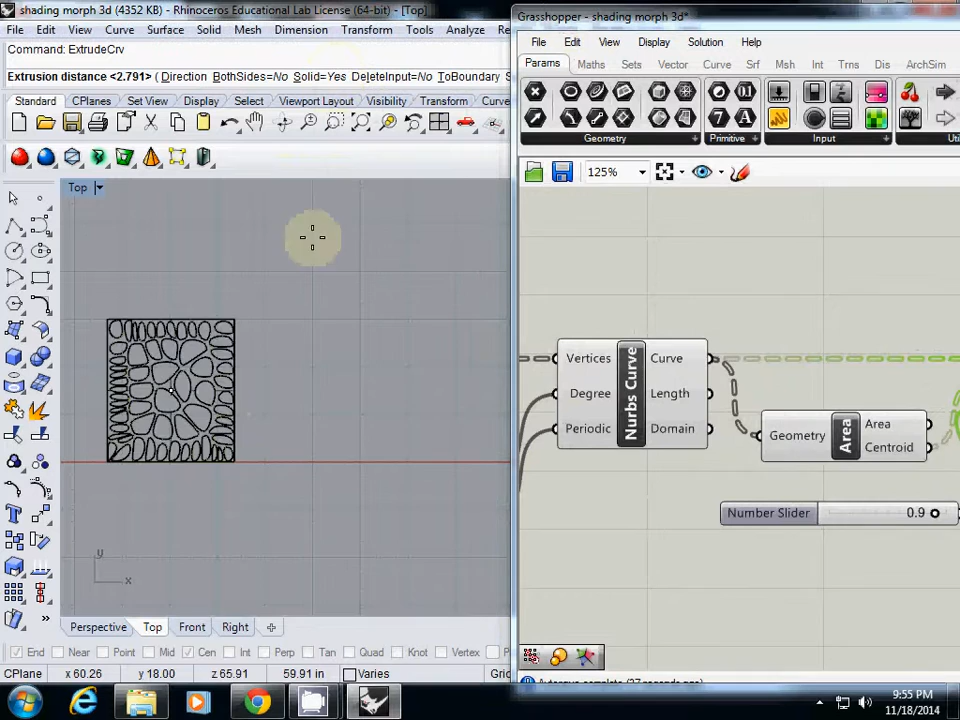 shading morph 3d (4352 KB) - Rhinoceros Educational Lab License (64-bit) - [Top]
File Edit View Curve Surface Solid Mesh Dimension Transform Tools Analyze
Command: ExtrudeCrv
Extrusion distance <2.791> ( Direction BothSides=No Solid=Yes DeleteInput=No ToBoundary
Standard CPlanes Set View Display Select Viewport Layout Visibility Transform
Top
y
x
Perspective Top Front Right
End Near Point Mid Cen Int Perp Tan Quad Knot Vertex
CPlane x 60.26 y 18.00 z 65.91 59.91 in Varies
Grasshopper - shading morph 3d*
File Edit View Display Solution Help
Params Maths Sets Vector Curve Srf Msh Int Trns Dis ArchSim
Geometry Primitive Input
125%
Vertices
Degree
Periodic
Nurbs Curve
Curve
Length
Domain
Geometry
Area
Area
Centroid
Number Slider 0.9
9:55 PM
11/18/2014